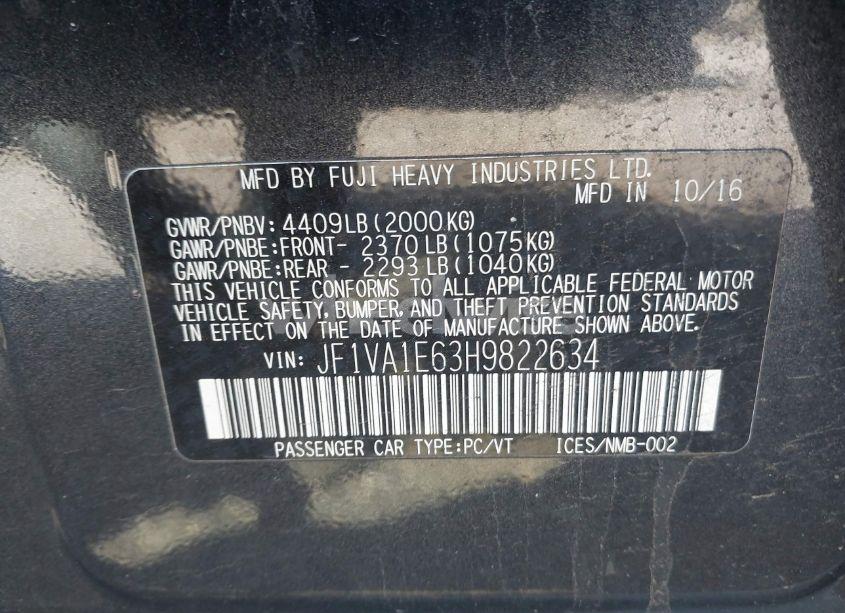 MFD BY FUJI HEAVY INDUSTRIES LTD.
MFD IN 10/16
GVWR/PNBV: 4409LB (2000KG)
GAWR/PNBE:FRONT- 2370 LB (1075KG)
GAWR/PNBE:REAR - 2293 LB (1040KG)
THIS VEHICLE CONFORMS TO ALL APPLICABLE FEDERAL MOTOR
VEHICLE SAFETY, BUMPER, AND THEFT PREVENTION STANDARDS
IN EFFECT ON THE DATE OF MANUFACTURE SHOWN ABOVE.
VIN: JF1VA1E63H9822634
PASSENGER CAR TYPE:PC/VT ICES/NMB-002